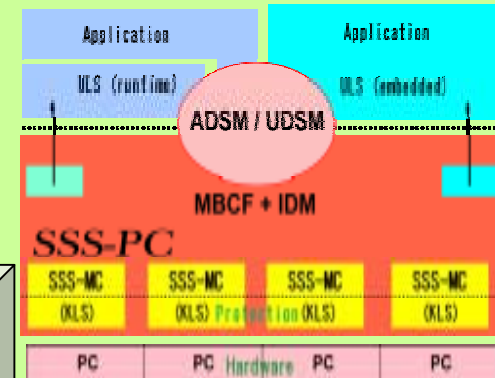 Application Application
ULS (runtime) ULS (embedded)
ADSM / UDSM
MBCF + IDM
SSS-PC
SSS-MC SSS-MC SSS-MC SSS-MC
(KLS) (KLS) Protection (KLS) (KLS)
PC PC Hardware PC PC